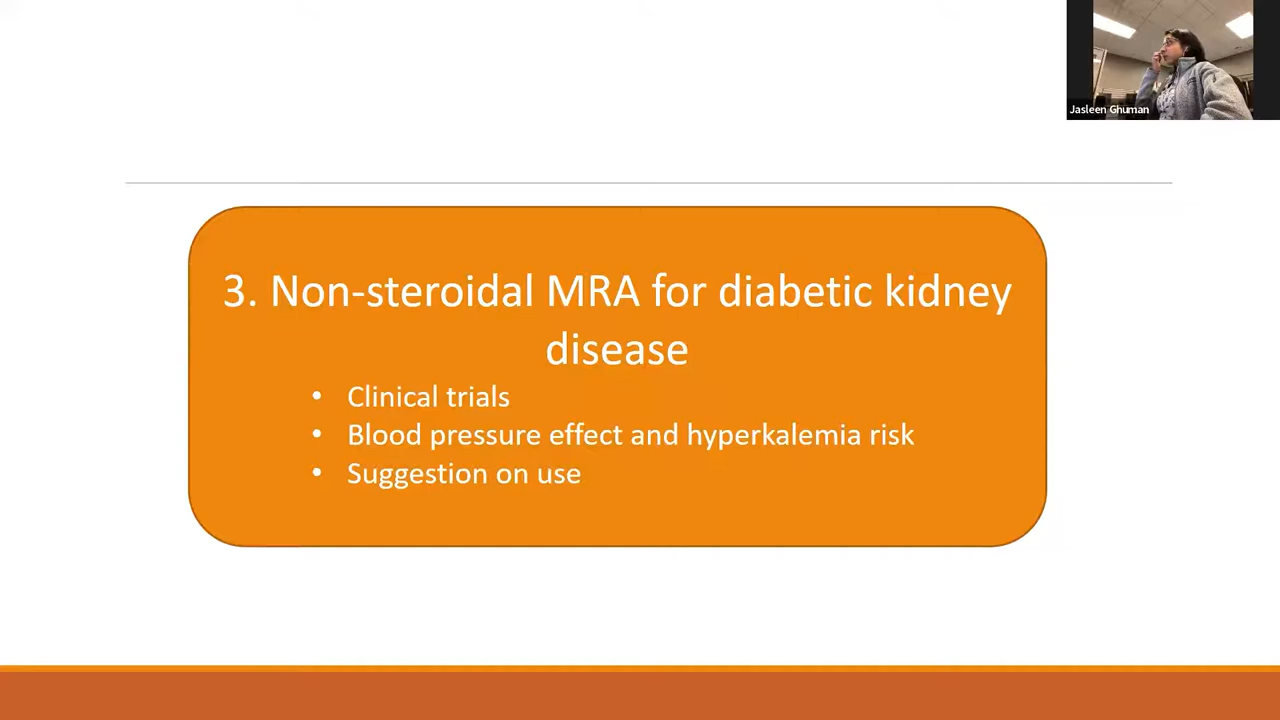 Jasleen Ghuman
3. Non-steroidal MRA for diabetic kidney
disease
• Clinical trials
• Blood pressure effect and hyperkalemia risk
• Suggestion on use